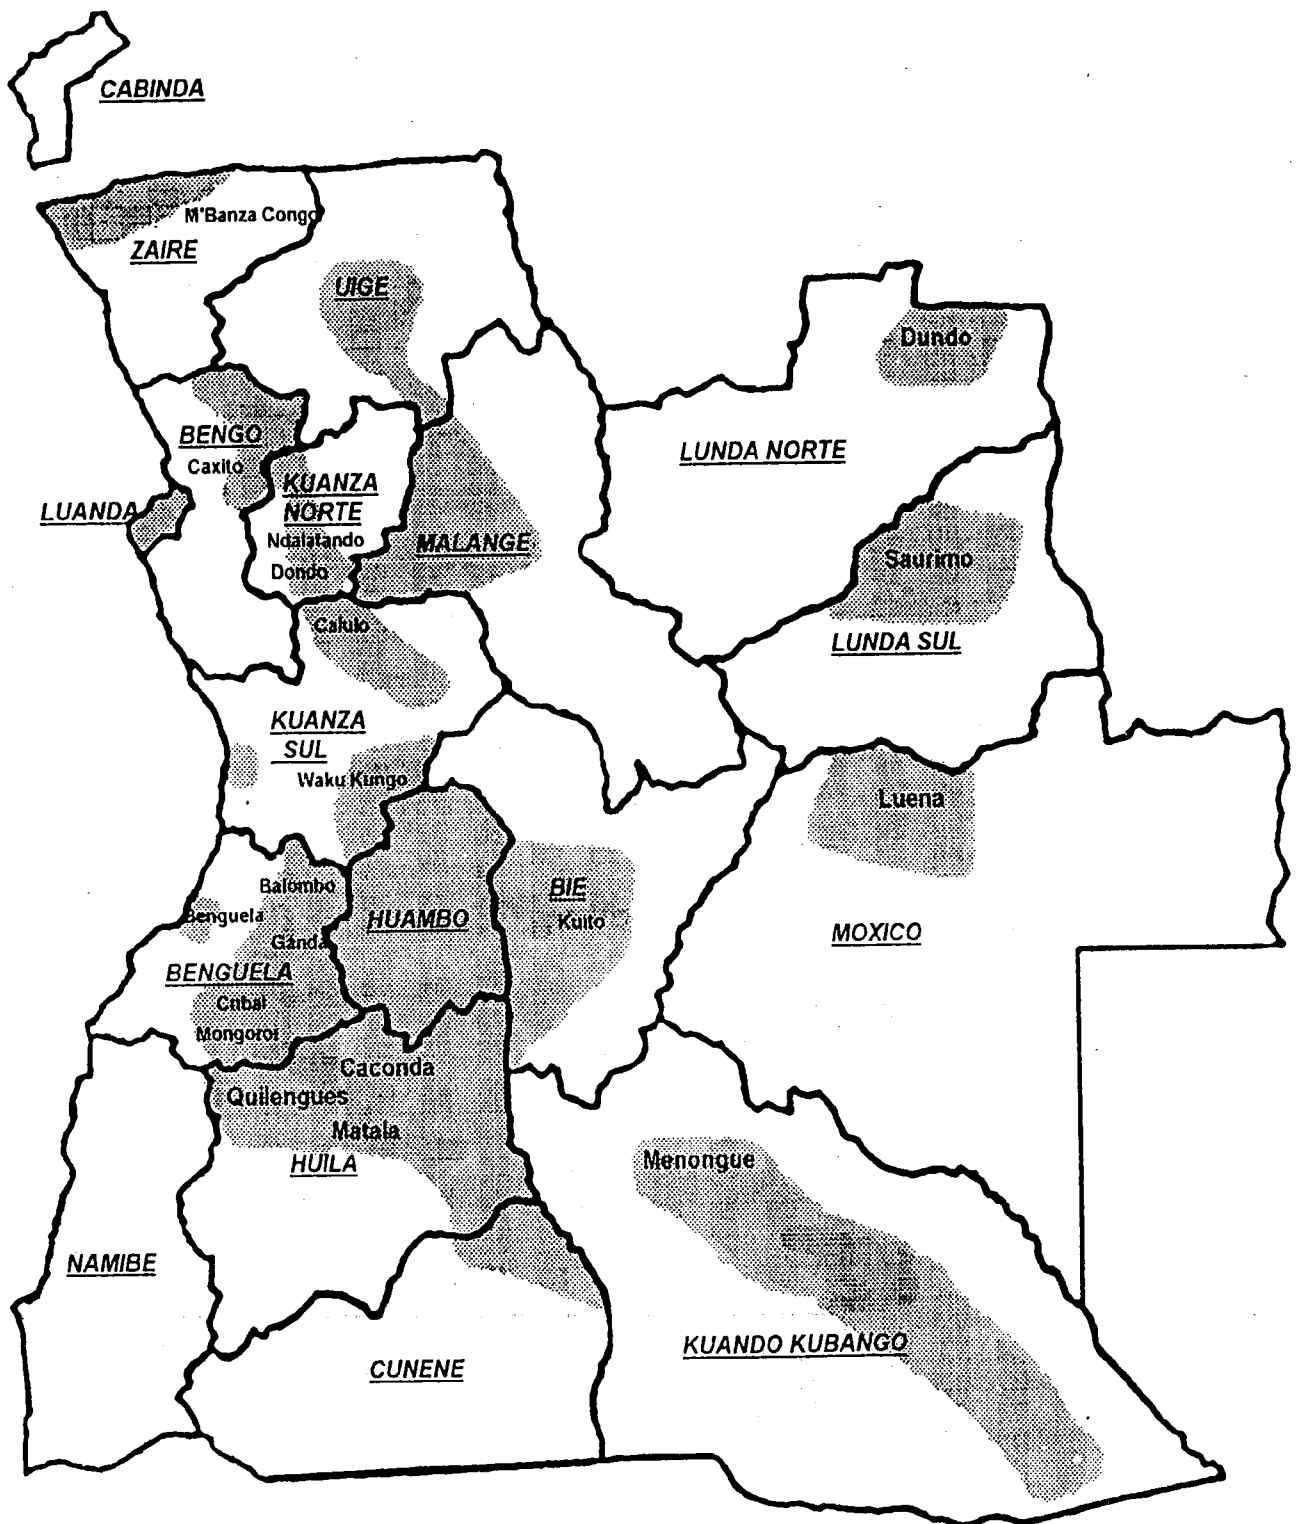 CABINDA
M'Banza Congo
ZAIRE
UIGE
Dundo
BENGO
Caxito
LUNDA NORTE
KUANZA
NORTE
LUANDA
Ndalatando
MALANGE
Dondo
Saurimo
Calulo
LUNDA SUL
KUANZA
SUL
Waku Kungo
Luena
Balombo
BIE
Benguela
HUAMBO
Kuito
Ganda
MOXICO
BENGUELA
Cubal
Mongoroi
Caconda
Quilengues
Matala
HUILA
Menongue
NAMIBE
KUANDO KUBANGO
CUNENE